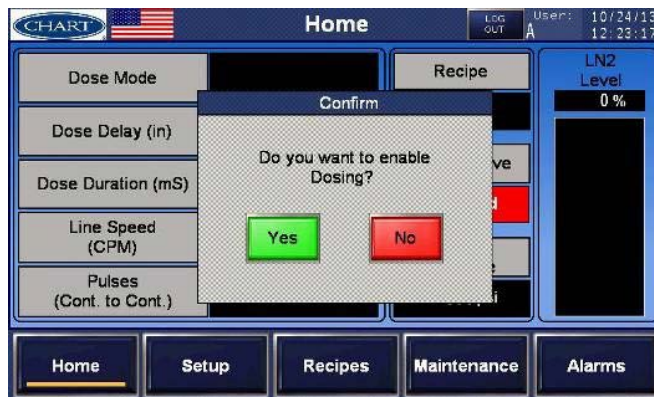 CHART
Home
LOG OUT
User:
A
10/24/13
12:23:17
Dose Mode
Dose Delay (in)
Dose Duration (mS)
Line Speed
(CPM)
Pulses
(Cont. to Cont.)
Confirm
Do you want to enable
Dosing?
Yes
No
Recipe
ve
d
LN2
Level
0 %
Home
Setup
Recipes
Maintenance
Alarms